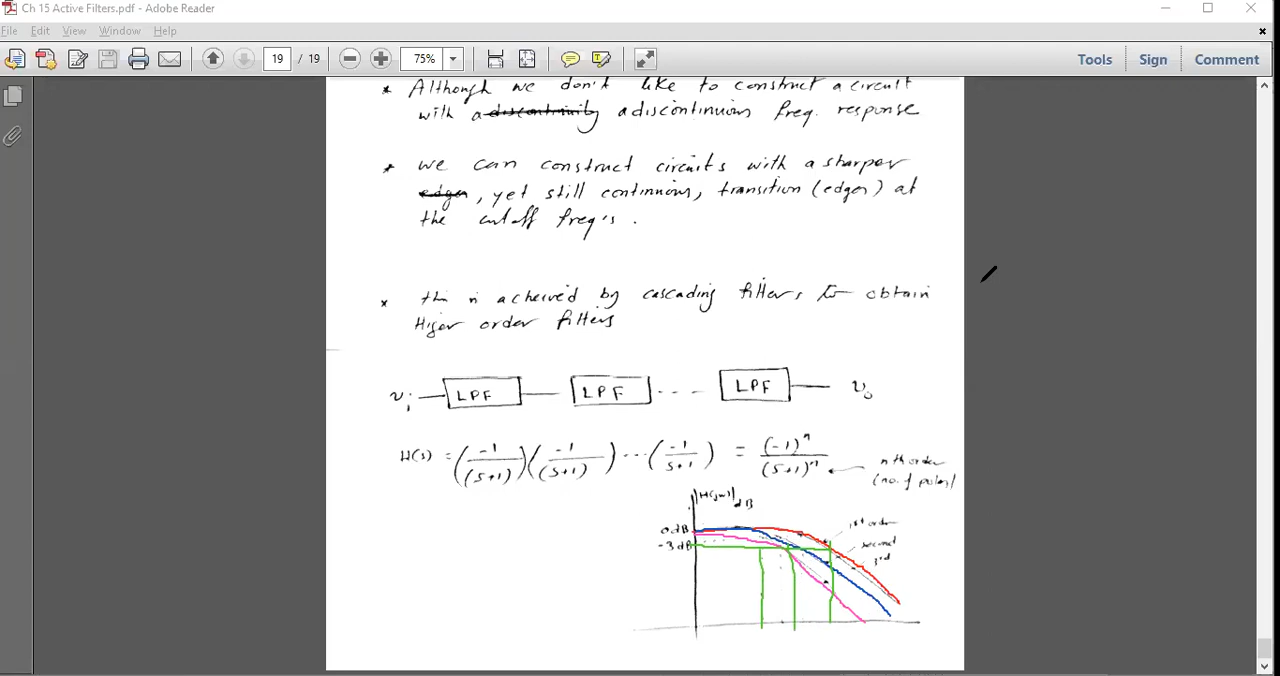 Ch 15 Active Filters.pdf - Adobe Reader
File Edit View Window Help
19 / 19 75% Tools Sign Comment
* Although we don't like to construct a circuit
with a discontinuity a discontinuous freq. response
* we can construct circuits with a sharper
edges, yet still continuous, transition (edges) at
the cutoff freq's.
* this is acheived by cascading filters to obtain
Higer order filters
vi LPF LPF .... LPF vo
H(s) = (-1/(s+1)) (-1/(s+1)) ... (-1/s+1) = (-1)^n/(s+1)^n
nth order
(no. of poles)
|H(jw)|dB
0 dB
-3 dB
1st order
second
3rd